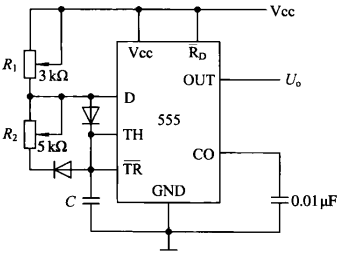 Vcc
Vcc R̅D
R1
3 kΩ
OUT Uo
D
R2
5 kΩ
TH
555
T̅R̅
CO
C
GND
0.01 μF